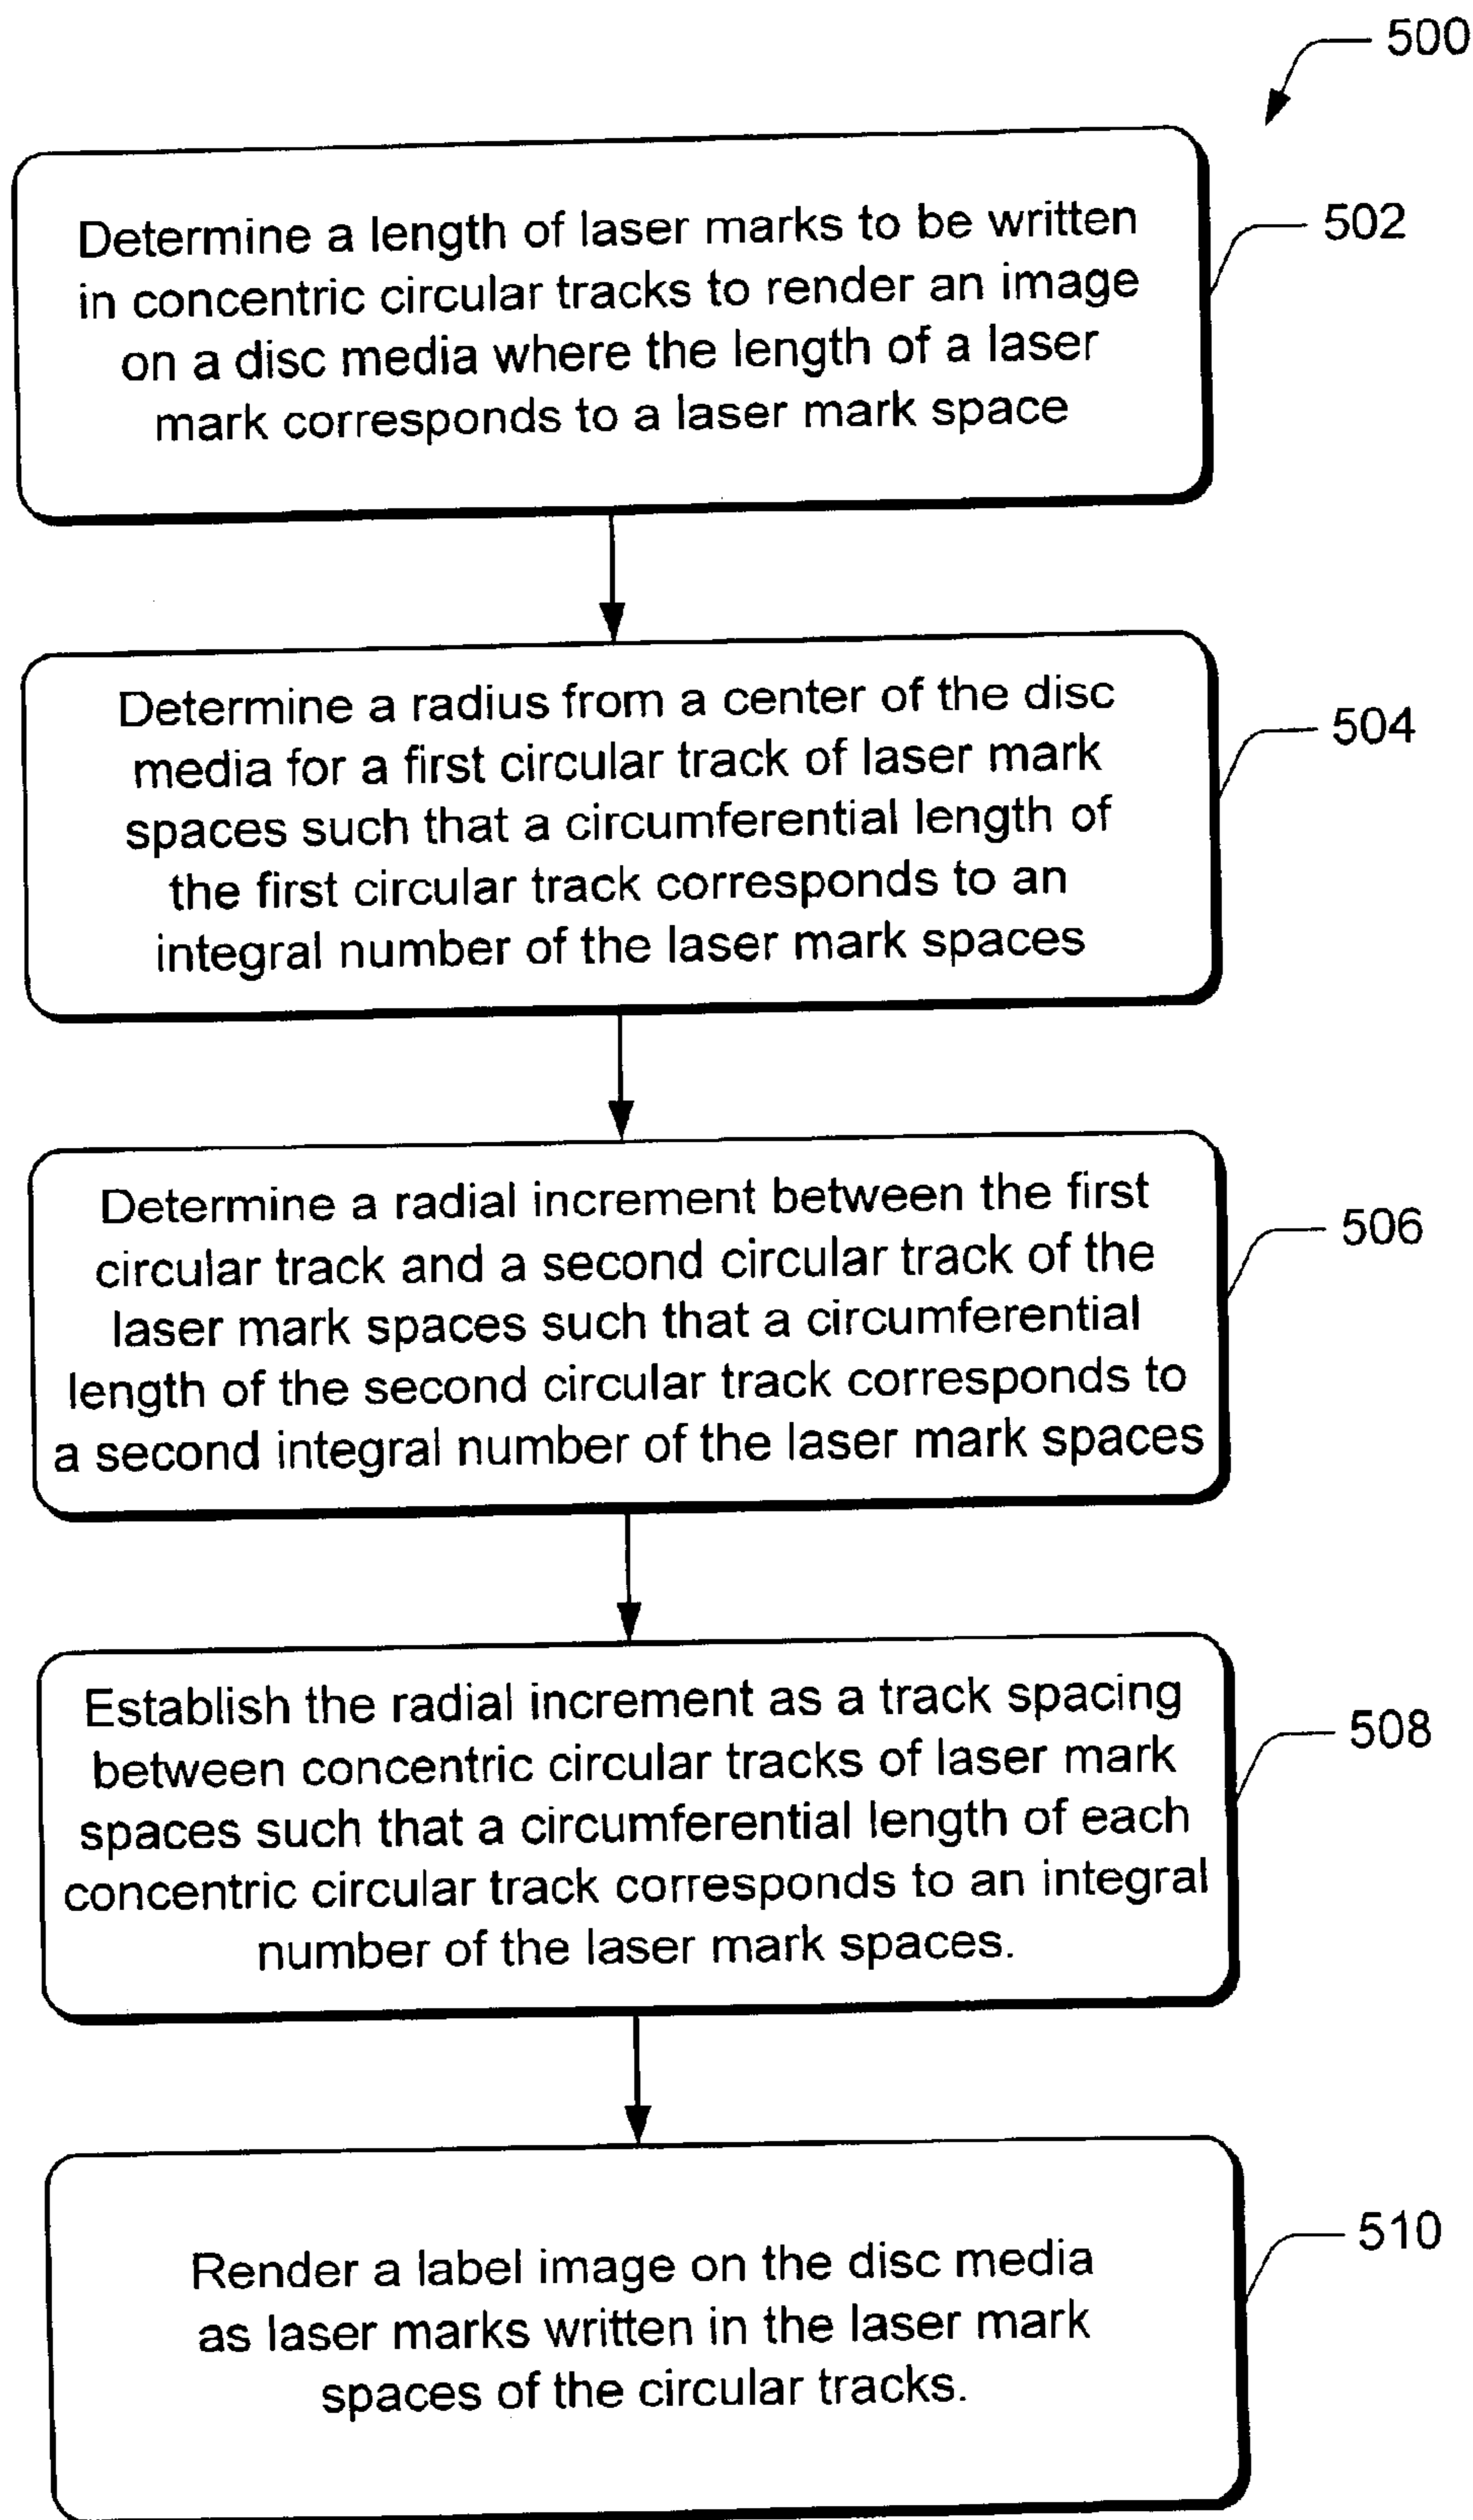 500
Determine a length of laser marks to be written
in concentric circular tracks to render an image
on a disc media where the length of a laser
mark corresponds to a laser mark space
502
Determine a radius from a center of the disc
media for a first circular track of laser mark
spaces such that a circumferential length of
the first circular track corresponds to an
integral number of the laser mark spaces
504
Determine a radial increment between the first
circular track and a second circular track of the
laser mark spaces such that a circumferential
length of the second circular track corresponds to
a second integral number of the laser mark spaces
506
Establish the radial increment as a track spacing
between concentric circular tracks of laser mark
spaces such that a circumferential length of each
concentric circular track corresponds to an integral
number of the laser mark spaces.
508
Render a label image on the disc media
as laser marks written in the laser mark
spaces of the circular tracks.
510